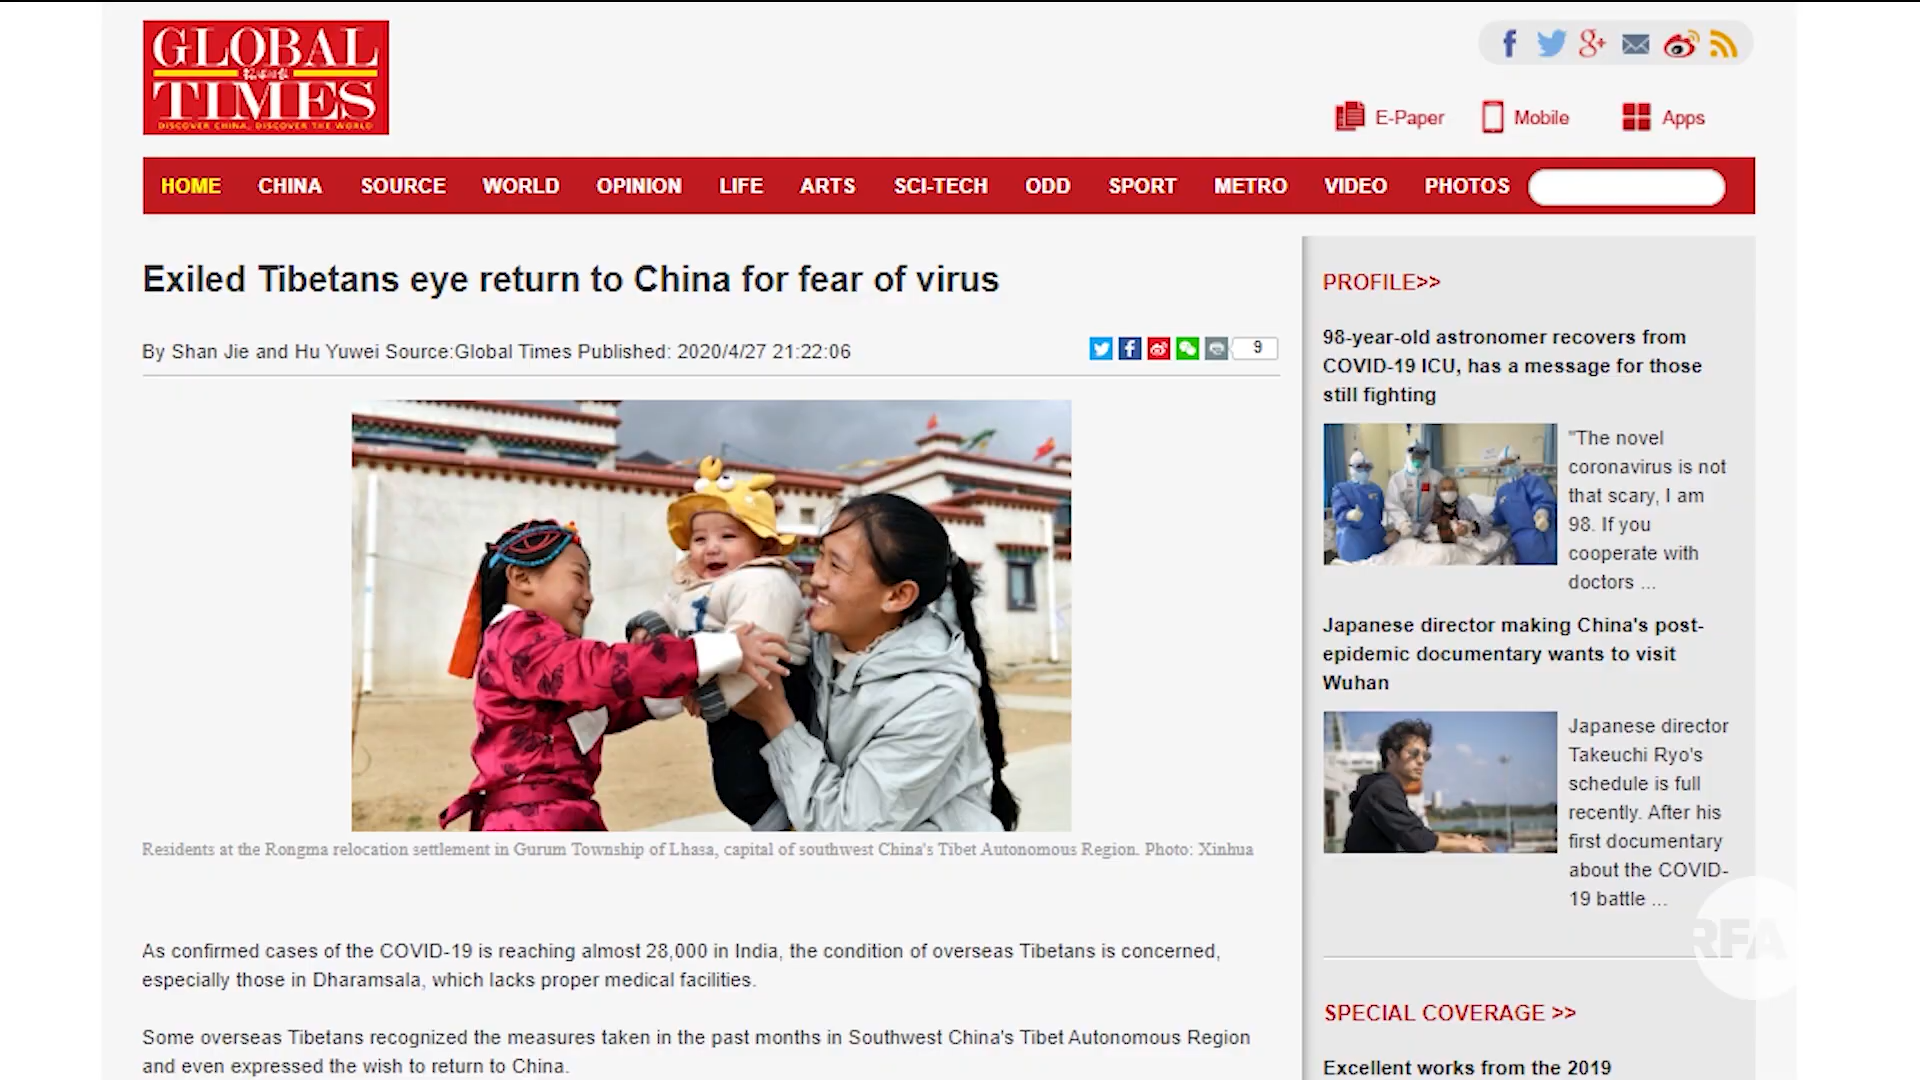 GLOBAL
TIMES
DISCOVER CHINA, DISCOVER THE WORLD
E-Paper
Mobile
Apps
HOME CHINA SOURCE WORLD OPINION LIFE ARTS SCI-TECH ODD SPORT METRO VIDEO PHOTOS
Exiled Tibetans eye return to China for fear of virus
By Shan Jie and Hu Yuwei Source:Global Times Published: 2020/4/27 21:22:06
9
Residents at the Rongma relocation settlement in Gurum Township of Lhasa, capital of southwest China's Tibet Autonomous Region. Photo: Xinhua
As confirmed cases of the COVID-19 is reaching almost 28,000 in India, the condition of overseas Tibetans is concerned,
especially those in Dharamsala, which lacks proper medical facilities.
Some overseas Tibetans recognized the measures taken in the past months in Southwest China's Tibet Autonomous Region
and even expressed the wish to return to China.
PROFILE>>
98-year-old astronomer recovers from
COVID-19 ICU, has a message for those
still fighting
"The novel
coronavirus is not
that scary, I am
98. If you
cooperate with
doctors ...
Japanese director making China's post-
epidemic documentary wants to visit
Wuhan
Japanese director
Takeuchi Ryo's
schedule is full
recently. After his
first documentary
about the COVID-
19 battle ...
RFA
SPECIAL COVERAGE >>
Excellent works from the 2019